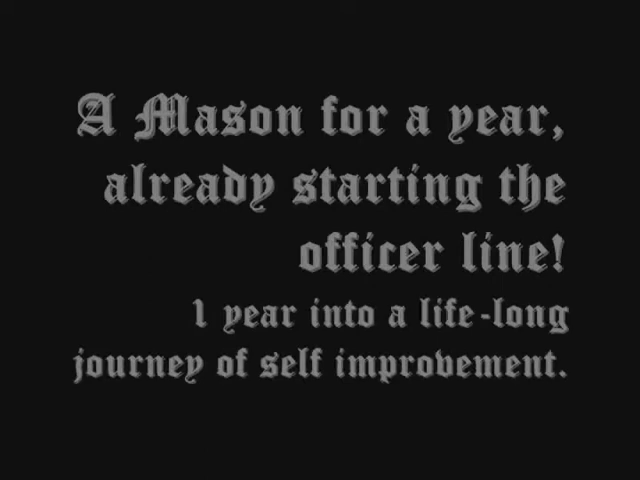 A Mason for a year,
already starting the
officer line!
1 year into a life-long
journey of self improvement.